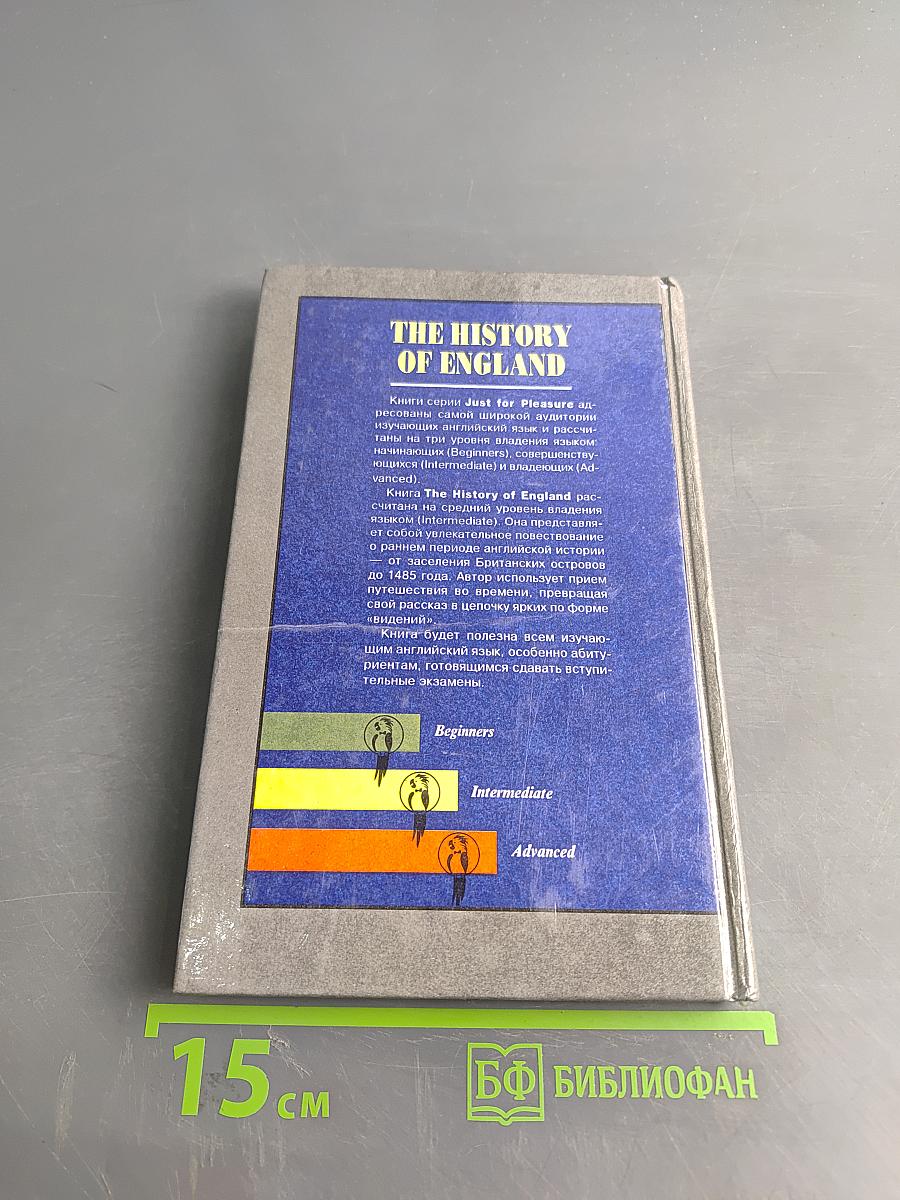 THE HISTORY
OF ENGLAND
Книги серии Just for Pleasure ад-
ресованы самой широкой аудитории
изучающих английский язык и рассчи-
таны на три уровня владения языком:
начинающих (Beginners), совершенству-
ющихся (Intermediate) и владеющих (Ad-
vanced).
Книга The History of England рас-
считана на средний уровень владения
языком (Intermediate). Она представля-
ет собой увлекательное повествование
о раннем периоде английской истории
— от заселения Британских островов
до 1485 года. Автор использует прием
путешествия во времени, превращая
свой рассказ в цепочку ярких по форме
«видений».
Книга будет полезна всем изучаю-
щим английский язык, особенно абиту-
риентам, готовящимся сдавать вступи-
тельные экзамены.
Beginners
Intermediate
Advanced
15 см
БФ БИБЛИОФАН